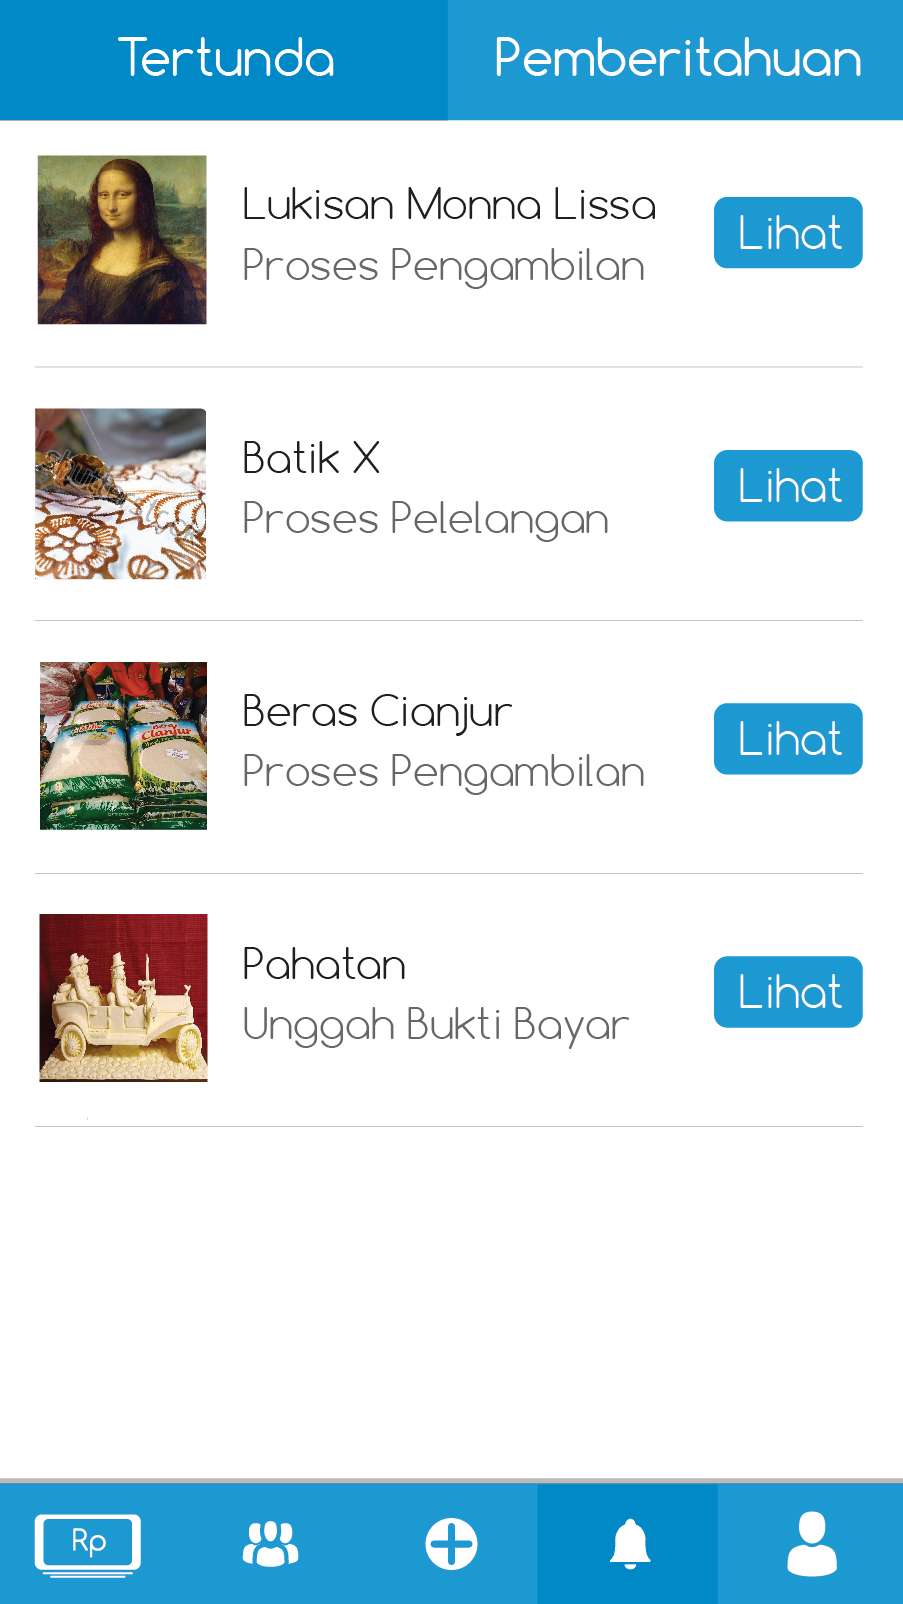 Tertunda
Pemberitahuan
Lukisan Monna Lissa
Proses Pengambilan
Lihat
Batik X
Proses Pelelangan
Lihat
Beras Cianjur
Proses Pengambilan
Lihat
Cianjur
Pahatan
Unggah Bukti Bayar
Lihat
Rp